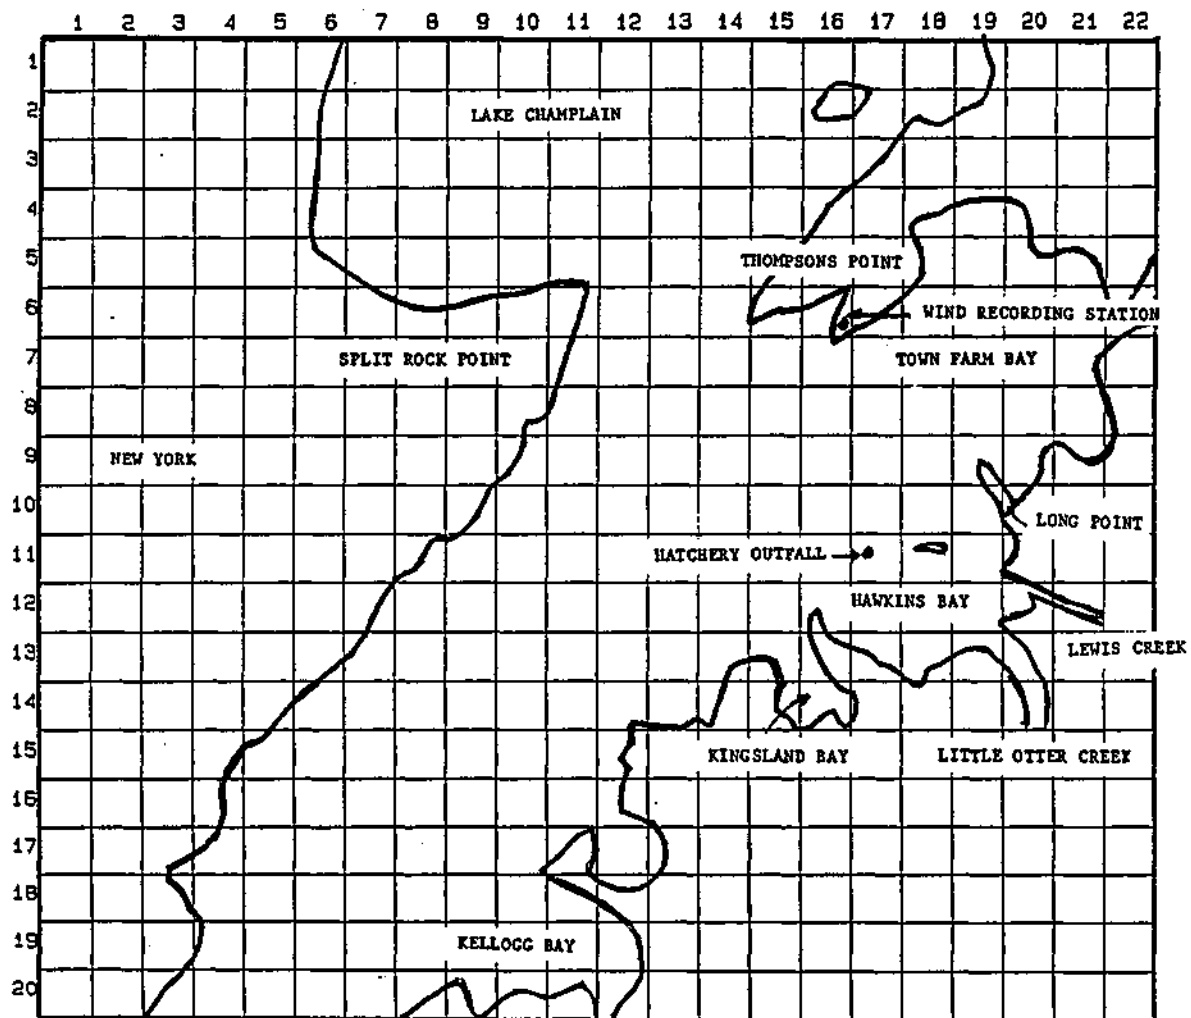 1 2 3 4 5 6 7 8 9 10 11 12 13 14 15 16 17 18 19 20 21 22
1
2
LAKE CHAMPLAIN
3
4
5
THOMPSONS POINT
6
WIND RECORDING STATION
7
SPLIT ROCK POINT
TOWN FARM BAY
8
9
NEW YORK
10
LONG POINT
11
HATCHERY OUTFALL
12
HAWKINS BAY
13
LEWIS CREEK
14
15
KINGSLAND BAY
LITTLE OTTER CREEK
16
17
18
19
KELLOGG BAY
20